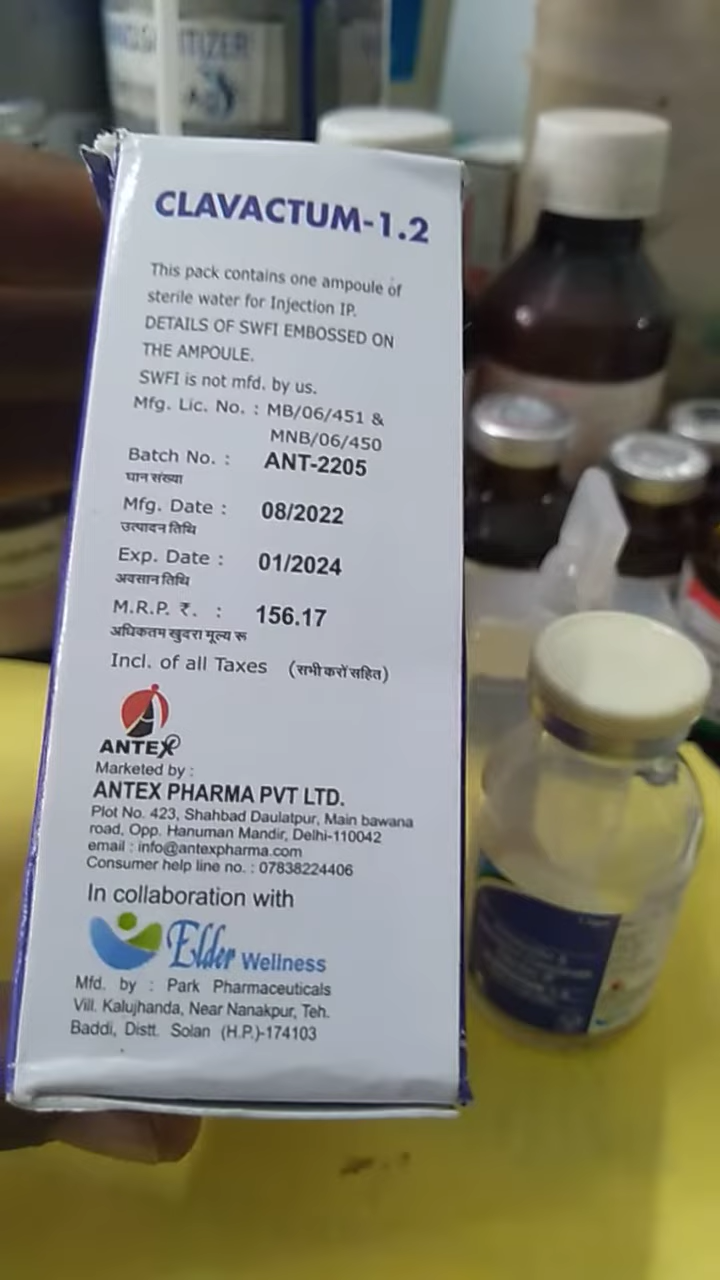 ITIZER
CLAVACTUM-1.2
This pack contains one ampoule of
sterile water for Injection IP.
DETAILS OF SWFI EMBOSSED ON
THE AMPOULE.
SWFI is not mfd. by us.
Mfg. Lic. No. : MB/06/451 &
MNB/06/450
Batch No. : ANT-2205
घान संख्या
Mfg. Date : 08/2022
उत्पादन तिथि
Exp. Date : 01/2024
अवसान तिथि
M.R.P. ₹. : 156.17
अधिकतम खुदरा मूल्य रू
Incl. of all Taxes (सभी करों सहित)
ANTEX
Marketed by :
ANTEX PHARMA PVT LTD.
Plot No. 423, Shahbad Daulatpur, Main bawana
road, Opp. Hanuman Mandir, Delhi-110042
email : info@antexpharma.com
Consumer help line no. : 07838224406
In collaboration with
Elder Wellness
Mfd. by : Park Pharmaceuticals
Vill. Kalujhanda, Near Nanakpur, Teh.
Baddi, Distt. Solan (H.P.)-174103